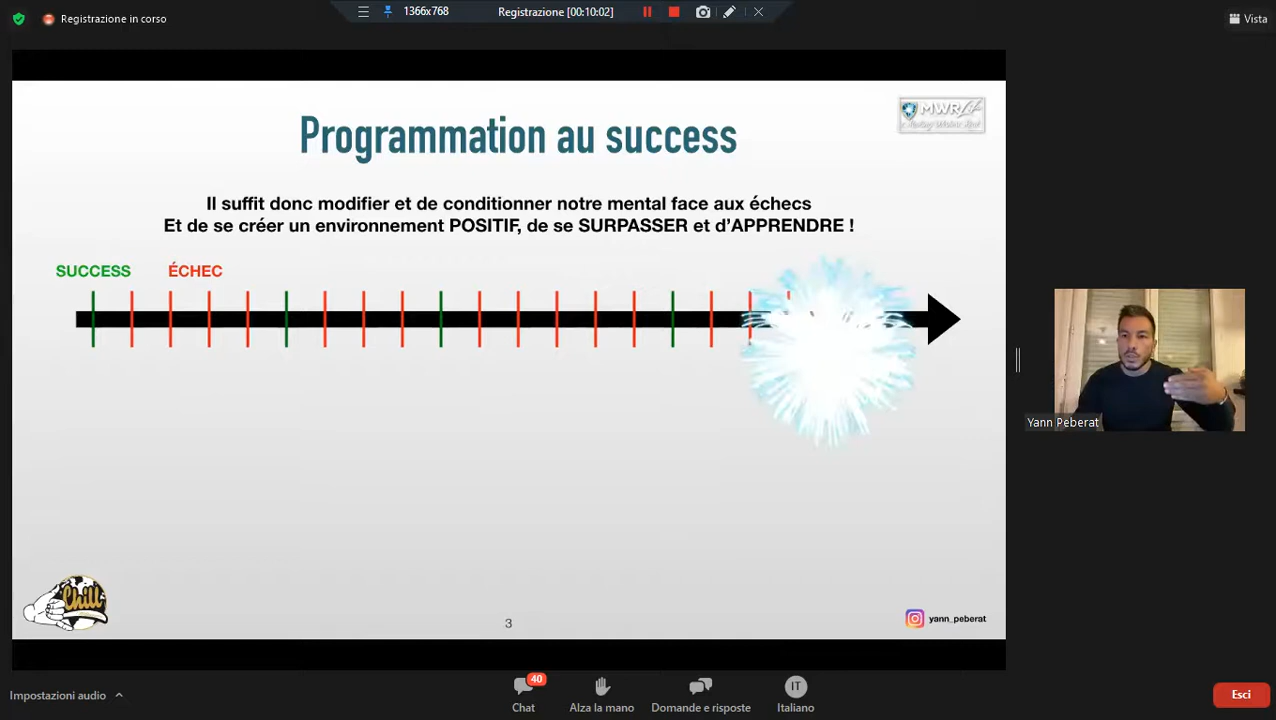 Registrazione in corso
1366x768
Registrazione [00:10:02]
Vista
MWR Life
Programmation au success
Il suffit donc modifier et de conditionner notre mental face aux échecs
Et de se créer un environnement POSITIF, de se SURPASSER et d’APPRENDRE !
SUCCESS
ÉCHEC
Yann Peberat
Chill
3
yann_peberat
Impostazioni audio
40
Chat
Alza la mano
Domande e risposte
IT
Italiano
Esci